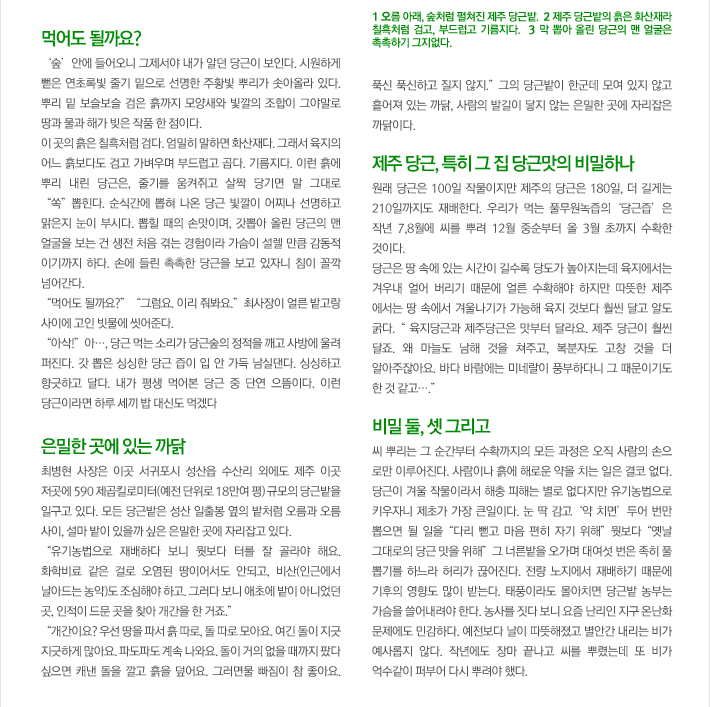 먹어도 될까요?
‘숲’ 안에 들어오니 그제서야 내가 알던 당근이 보인다. 시원하게
뻗은 연초록빛 줄기 밑으로 선명한 주황빛 뿌리가 솟아올라 있다.
뿌리 밑 보슬보슬 검은 흙까지 모양새와 빛깔의 조합이 그야말로
땅과 물과 해가 빚은 작품 한 점이다.
이 곳의 흙은 칠흑처럼 검다. 엄밀히 말하면 화산재다. 그래서 육지의
어느 흙보다도 검고 가벼우며 부드럽고 곱다. 기름지다. 이런 흙에
뿌리 내린 당근은, 줄기를 움켜쥐고 살짝 당기면 말 그대로
“쏙” 뽑힌다. 순식간에 뽑혀 나온 당근 빛깔이 어찌나 선명하고
맑은지 눈이 부시다. 뽑힐 때의 손맛이며, 갓뽑아 올린 당근의 맨
얼굴을 보는 건 생전 처음 겪는 경험이라 가슴이 설렐 만큼 감동적
이기까지 하다. 손에 들린 촉촉한 당근을 보고 있자니 침이 꼴깍
넘어간다.
“먹어도 될까요?” “그럼요. 이리 줘봐요.” 최사장이 얼른 밭고랑
사이에 고인 빗물에 씻어준다.
“아삭!” 아…, 당근 먹는 소리가 당근숲의 정적을 깨고 사방에 울려
퍼진다. 갓 뽑은 싱싱한 당근 즙이 입 안 가득 남실댄다. 싱싱하고
향긋하고 달다. 내가 평생 먹어본 당근 중 단연 으뜸이다. 이런
당근이라면 하루 세끼 밥 대신도 먹겠다
은밀한 곳에 있는 까닭
최병현 사장은 이곳 서귀포시 성산읍 수산리 외에도 제주 이곳
저곳에 590 제곱킬로미터(예전 단위로 18만여 평) 규모의 당근밭을
일구고 있다. 모든 당근밭은 성산 일출봉 옆의 밭처럼 오름과 오름
사이, 설마 밭이 있을까 싶은 은밀한 곳에 자리잡고 있다.
“유기농법으로 재배하다 보니 뭣보다 터를 잘 골라야 해요.
화학비료 같은 걸로 오염된 땅이어서도 안되고, 비산(인근에서
날아드는 농약)도 조심해야 하고. 그러다 보니 애초에 밭이 아니었던
곳, 인적이 드문 곳을 찾아 개간을 한 거죠.”
“개간이요? 우선 땅을 파서 흙 따로, 돌 따로 모아요. 여긴 돌이 지긋
지긋하게 많아요. 파도파도 계속 나와요. 돌이 거의 없을 때까지 팠다
싶으면 캐낸 돌을 깔고 흙을 덮어요. 그러면물 빠짐이 참 좋아요.
1 오름 아래, 숲처럼 펼쳐진 제주 당근밭. 2 제주 당근밭의 흙은 화산재라
칠흑처럼 검고, 부드럽고 기름지다. 3 막 뽑아 올린 당근의 맨 얼굴은
촉촉하기 그지없다.
푹신 푹신하고 질지 않지.” 그의 당근밭이 한군데 모여 있지 않고
흩어져 있는 까닭, 사람의 발길이 닿지 않는 은밀한 곳에 자리잡은
까닭이다.
제주 당근, 특히 그 집 당근맛의 비밀하나
원래 당근은 100일 작물이지만 제주의 당근은 180일, 더 길게는
210일까지도 재배한다. 우리가 먹는 풀무원녹즙의 ‘당근즙’은
작년 7,8월에 씨를 뿌려 12월 중순부터 올 3월 초까지 수확한
것이다.
당근은 땅 속에 있는 시간이 길수록 당도가 높아지는데 육지에서는
겨우내 얼어 버리기 때문에 얼른 수확해야 하지만 따뜻한 제주
에서는 땅 속에서 겨울나기가 가능해 육지 것보다 훨씬 달고 알도
굵다. “ 육지당근과 제주당근은 맛부터 달라요. 제주 당근이 훨씬
달죠. 왜 마늘도 남해 것을 쳐주고, 복분자도 고창 것을 더
알아주잖아요. 바다 바람에는 미네랄이 풍부하다니 그 때문이기도
한 것 같고….”
비밀 둘, 셋 그리고
씨 뿌리는 그 순간부터 수확까지의 모든 과정은 오직 사람의 손으
로만 이루어진다. 사람이나 흙에 해로운 약을 치는 일은 결코 없다.
당근이 겨울 작물이라서 해충 피해는 별로 없다지만 유기농법으로
키우자니 제초가 가장 큰일이다. 눈 딱 감고 ‘약 치면’ 두어 번만
뽑으면 될 일을 “다리 뻗고 마음 편히 자기 위해” 뭣보다 “옛날
그대로의 당근 맛을 위해” 그 너른밭을 오가며 대여섯 번은 족히 풀
뽑기를 하느라 허리가 끊어진다. 전량 노지에서 재배하기 때문에
기후의 영향도 많이 받는다. 태풍이라도 몰아치면 당근밭 농부는
가슴을 쓸어내려야 한다. 농사를 짓다 보니 요즘 난리인 지구 온난화
문제에도 민감하다. 예전보다 날이 따뜻해졌고 별안간 내리는 비가
예사롭지 않다. 작년에도 장마 끝나고 씨를 뿌렸는데 또 비가
억수같이 퍼부어 다시 뿌려야 했다.